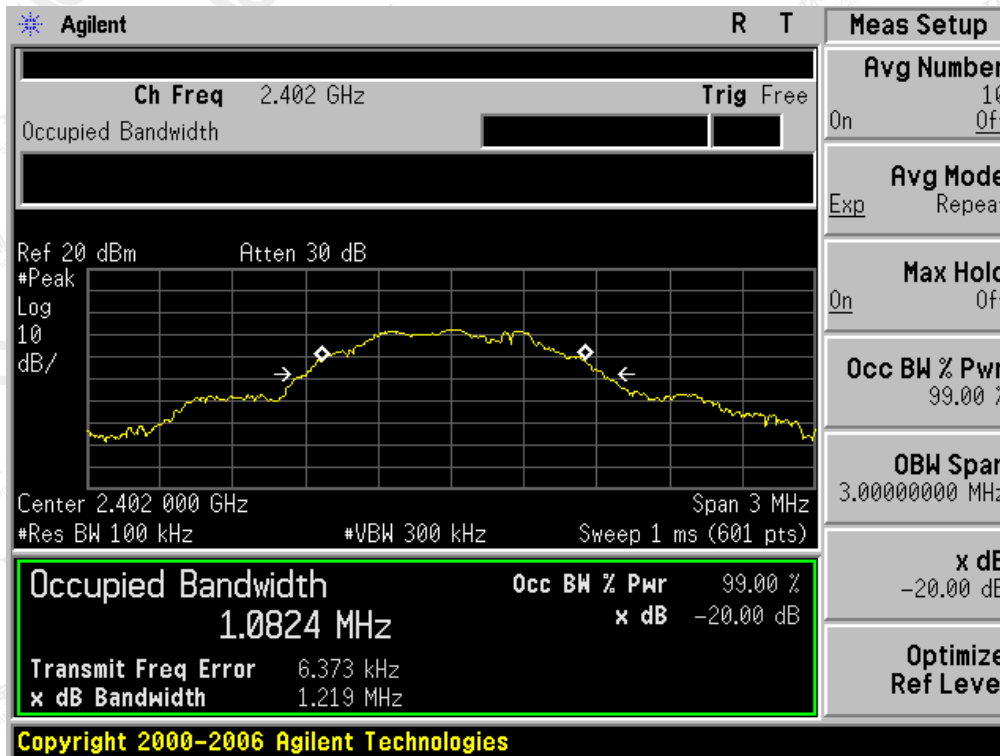 Agilent R T
Ch Freq 2.402 GHz Trig Free
Occupied Bandwidth
Ref 20 dBm Atten 30 dB
#Peak
Log
10
dB/
Center 2.402 000 GHz Span 3 MHz
#Res BW 100 kHz #VBW 300 kHz Sweep 1 ms (601 pts)
Occupied Bandwidth
1.0824 MHz
Occ BW % Pwr 99.00 %
x dB -20.00 dB
Transmit Freq Error 6.373 kHz
x dB Bandwidth 1.219 MHz
Copyright 2000-2006 Agilent Technologies
Meas Setup
Avg Number
10
On Off
Avg Mode
Exp Repeat
Max Hold
On Off
Occ BW % Pwr
99.00 %
OBW Span
3.00000000 MHz
x dB
-20.00 dB
Optimize
Ref Level